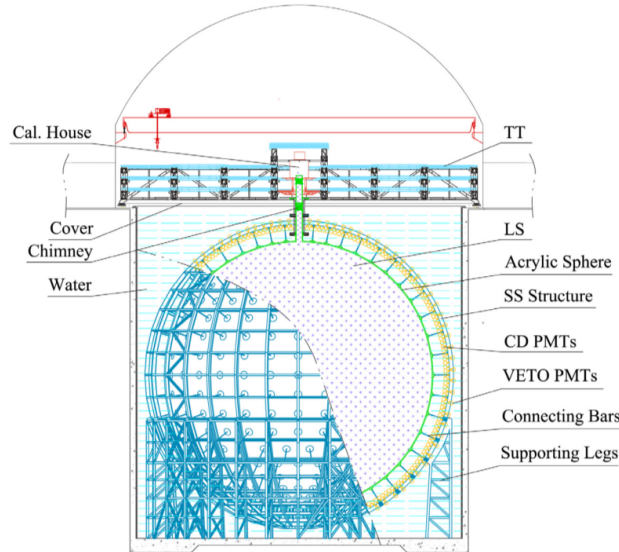 Cal. House
TT
Cover
Chimney
Water
LS
Acrylic Sphere
SS Structure
CD PMTs
VETO PMTs
Connecting Bars
Supporting Legs